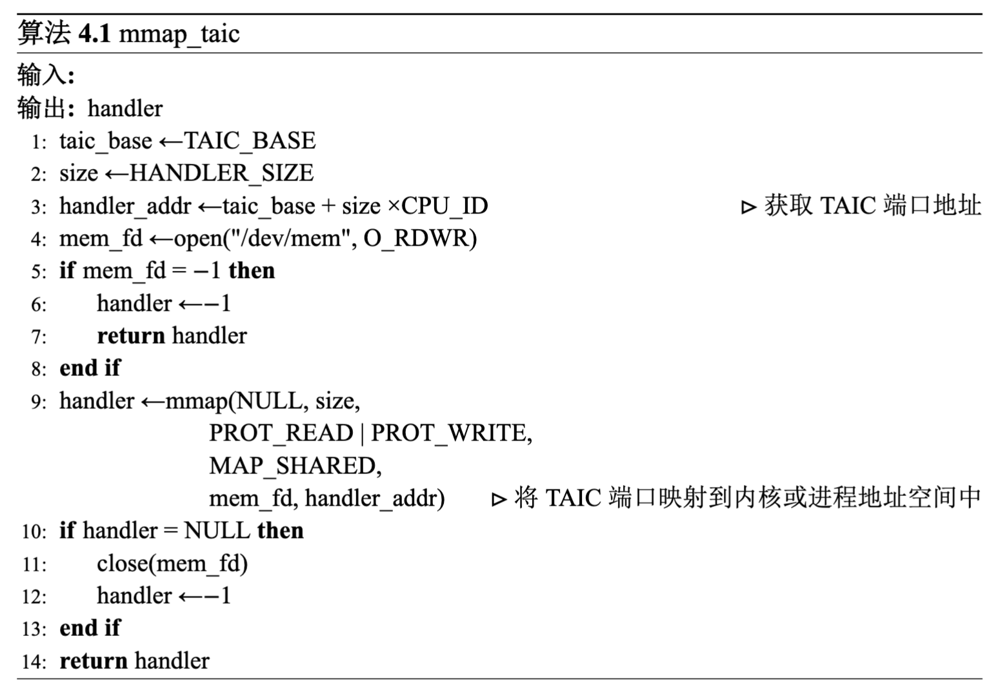 算法 4.1 mmap_taic
输入:
输出: handler
1: taic_base ←TAIC_BASE
2: size ←HANDLER_SIZE
3: handler_addr ←taic_base + size ×CPU_ID ▷ 获取 TAIC 端口地址
4: mem_fd ←open("/dev/mem", O_RDWR)
5: if mem_fd = −1 then
6: handler ←−1
7: return handler
8: end if
9: handler ←mmap(NULL, size,
PROT_READ | PROT_WRITE,
MAP_SHARED,
mem_fd, handler_addr) ▷ 将 TAIC 端口映射到内核或进程地址空间中
10: if handler = NULL then
11: close(mem_fd)
12: handler ←−1
13: end if
14: return handler